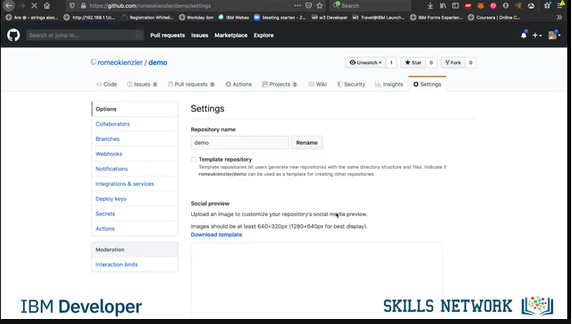 https://github.com/romeokienzler/demo/settings
Search
Are @ - strings also...
http://192.168.1/s...
Registration Whitel...
Workday ibm
IBM Webex
Meeting starter - Z...
w3 Developer
Travel@IBM Launch...
IBM Forms Experien...
Coursera | Online C...
Search or jump to...
/
Pull requests
Issues
Marketplace
Explore
romeokienzler / demo
Unwatch
1
Star
0
Fork
0
Code
Issues 0
Pull requests 0
Actions
Projects 0
Wiki
Security
Insights
Settings
Options
Collaborators
Branches
Webhooks
Notifications
Integrations & services
Deploy keys
Secrets
Actions
Moderation
Interaction limits
Settings
Repository name
demo
Rename
Template repository
Template repositories let users generate new repositories with the same directory structure and files. Indicate if
romeokienzler/demo can be used as a template for creating other repositories.
Social preview
Upload an image to customize your repository's social media preview.
Images should be at least 640×320px (1280×640px for best display).
Download template
IBM Developer
SKILLS NETWORK